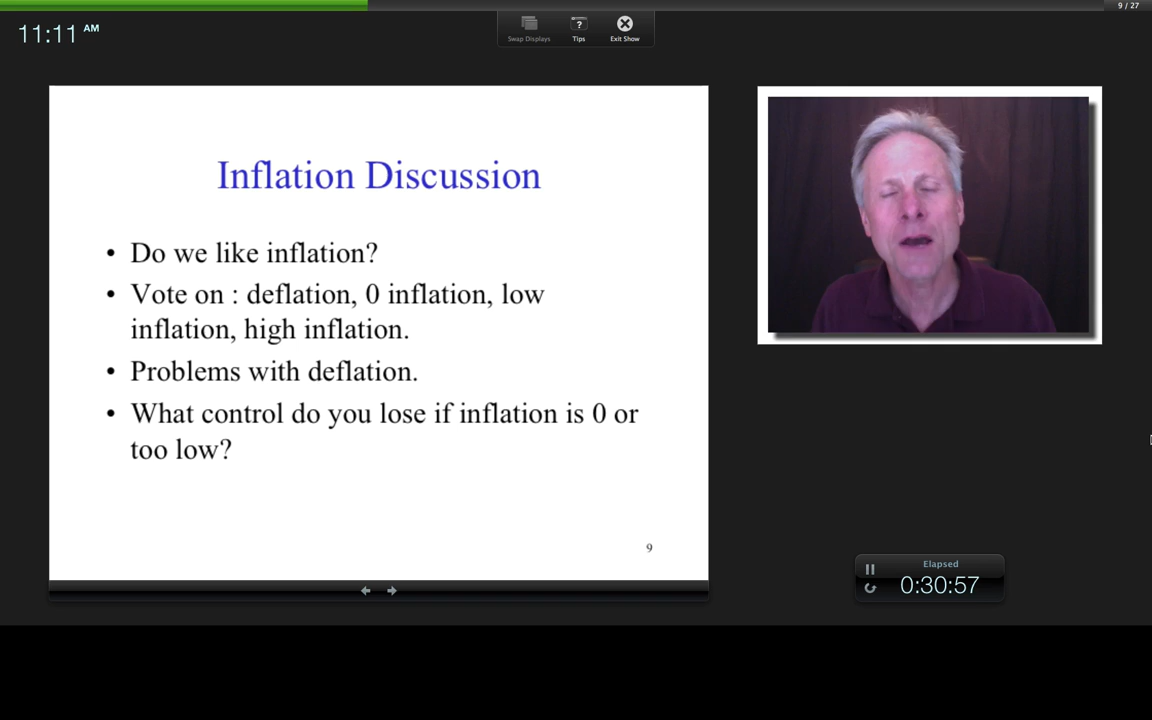 9 / 27
11:11 AM
Swap Displays
?
Tips
Exit Show
Inflation Discussion
• Do we like inflation?
• Vote on : deflation, 0 inflation, low
inflation, high inflation.
• Problems with deflation.
• What control do you lose if inflation is 0 or
too low?
9
Elapsed
0:30:57